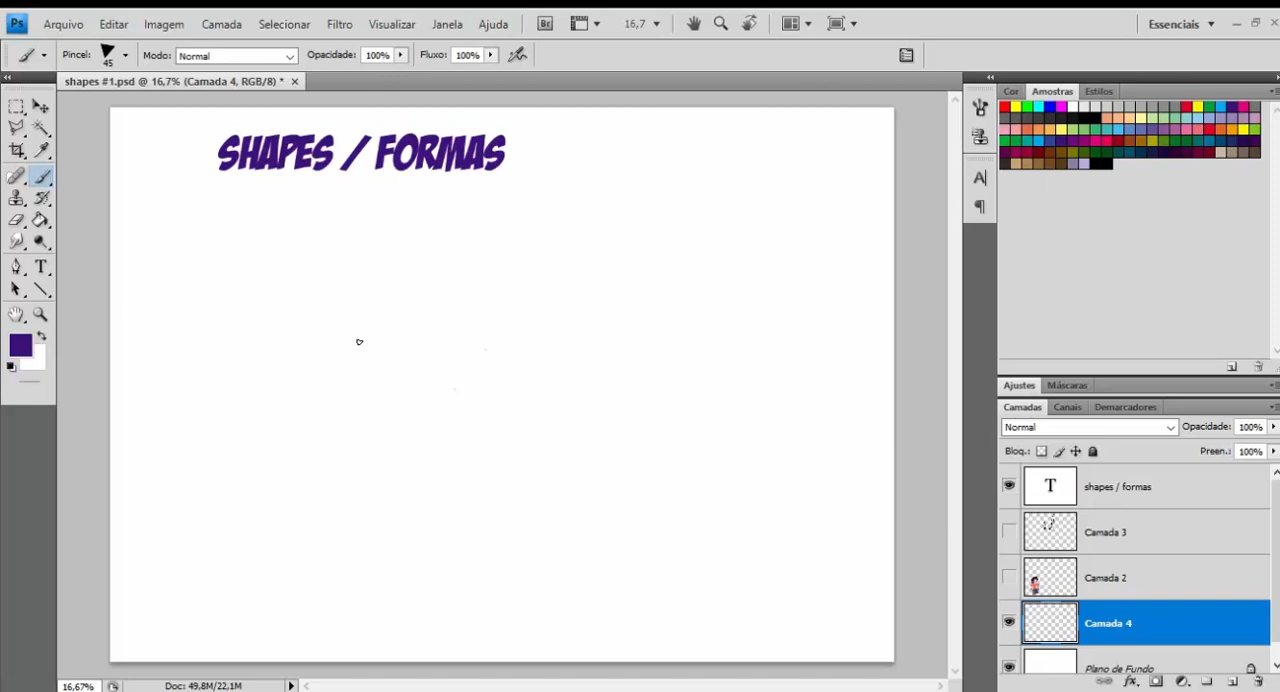 Ps Arquivo Editar Imagem Camada Selecionar Filtro Visualizar Janela Ajuda Br 16,7 Essenciais
Pincel: 45 Modo: Normal Opacidade: 100% Fluxo: 100%
shapes #1.psd @ 16,7% (Camada 4, RGB/8) *
Cor Amostras Estilos
SHAPES / FORMAS
Ajustes Máscaras
Camadas Canais Demarcadores
Normal Opacidade: 100%
Bloq.: Preen.: 100%
T shapes / formas
Camada 3
Camada 2
Camada 4
Plano de Fundo
16,67% Doc: 49,8M/22,1M